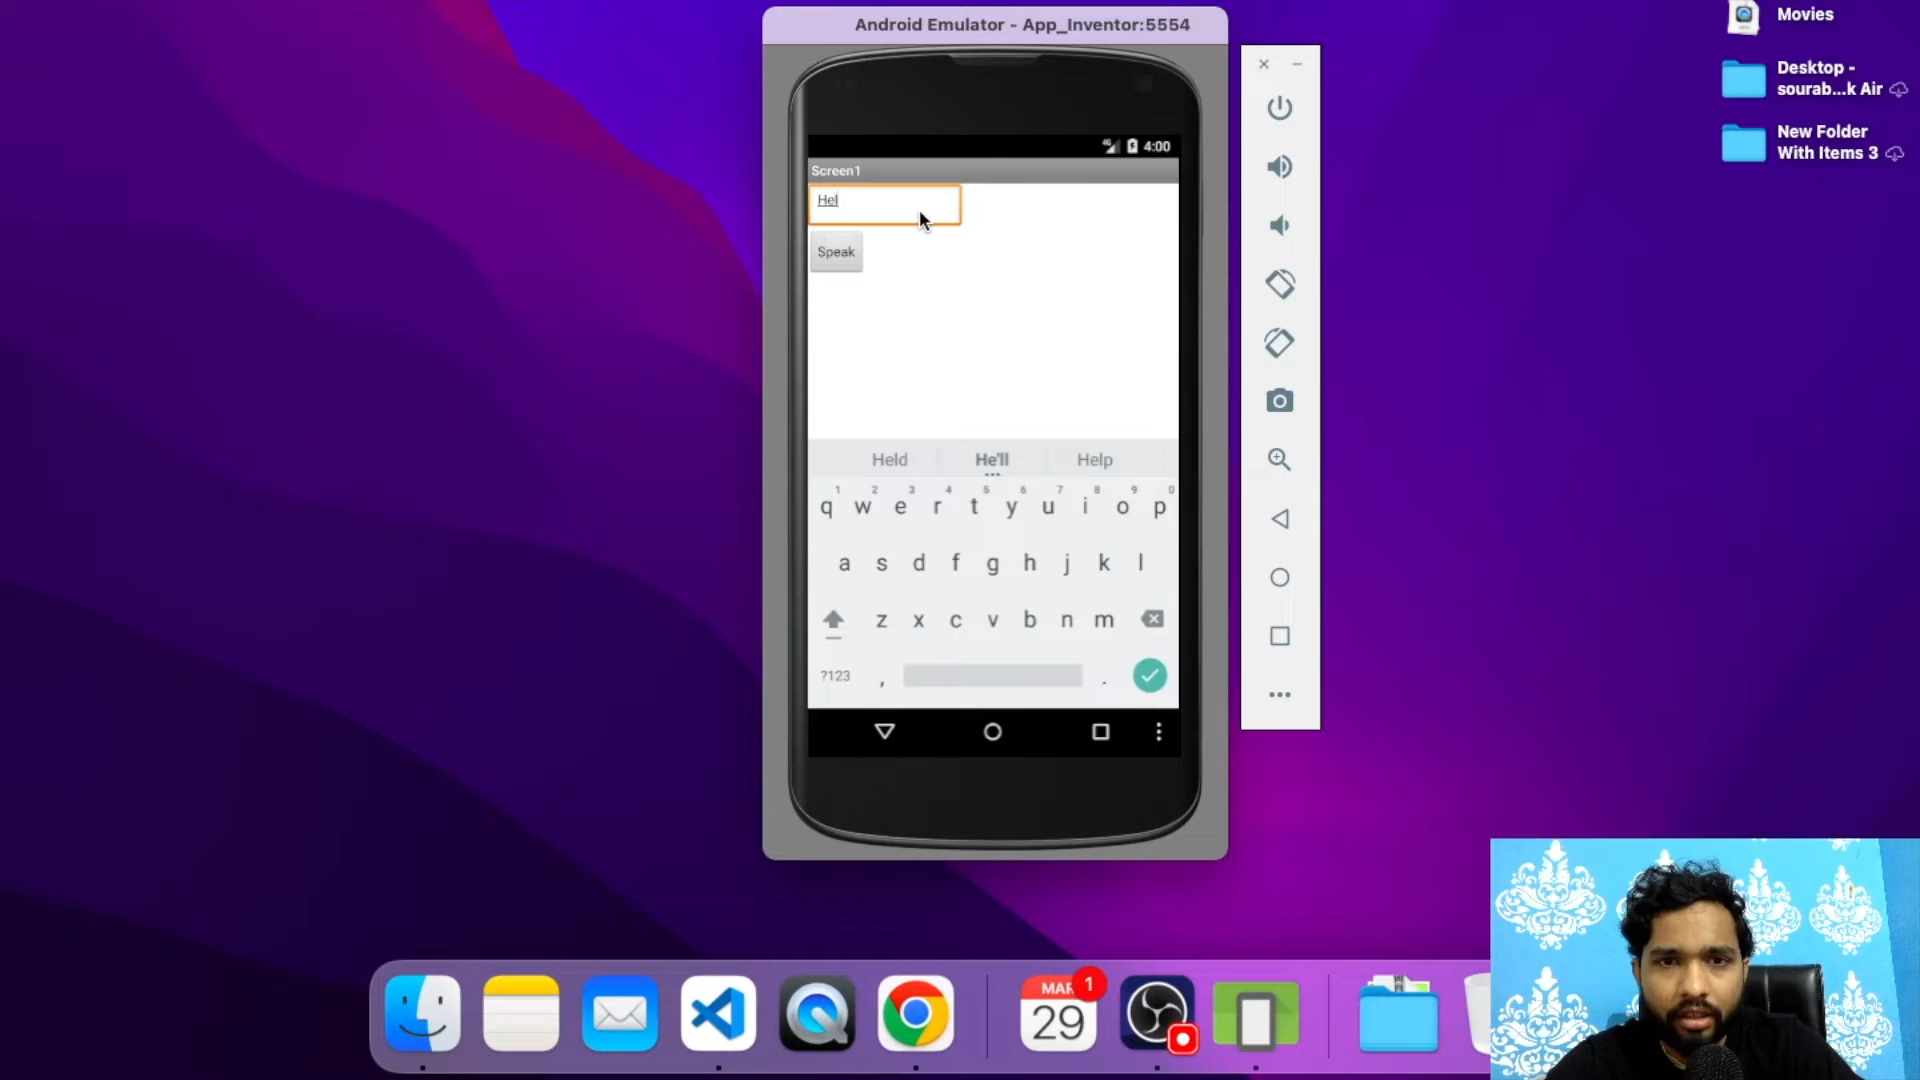 Android Emulator - App_Inventor:5554
Movies
Desktop -
sourab...k Air
New Folder
With Items 3
4G
4:00
Screen1
Hel
Speak
Held
He'll
Help
1 2 3 4 5 6 7 8 9 0
q w e r t y u i o p
a s d f g h j k l
z x c v b n m
?123 , .
MAR 1
29